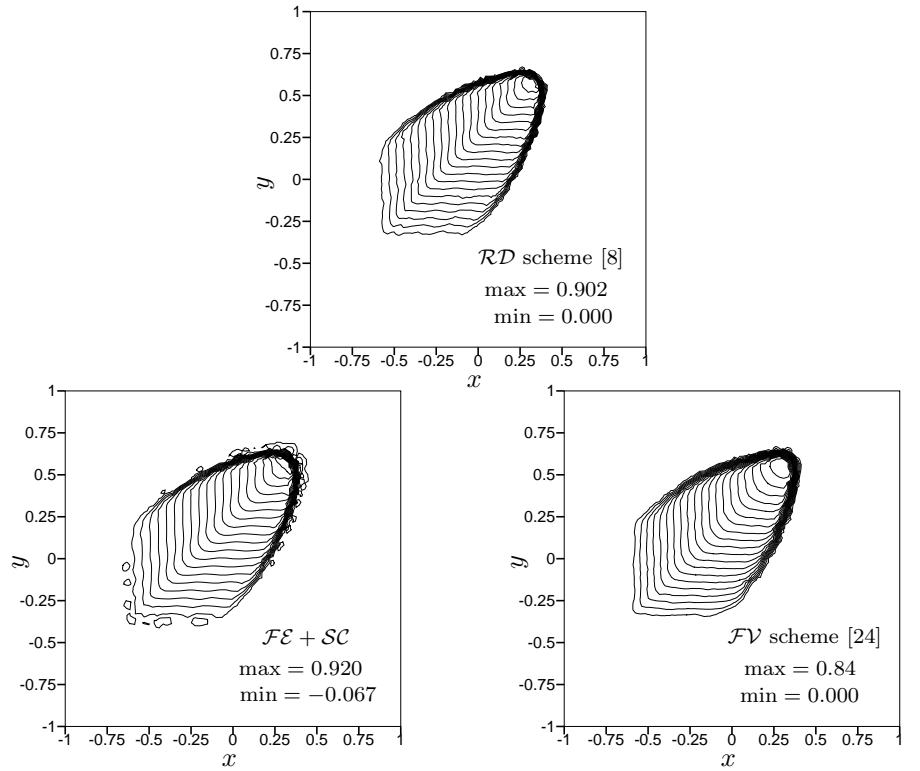 1
0.75
0.5
0.25
0
-0.25
-0.5
-0.75
-1
y
RD scheme [8]
max = 0.902
min = 0.000
-1 -0.75 -0.5 -0.25 0 0.25 0.5 0.75 1
x
1
0.75
0.5
0.25
0
-0.25
-0.5
-0.75
-1
y
FE + SC
max = 0.920
min = −0.067
-1 -0.75 -0.5 -0.25 0 0.25 0.5 0.75 1
x
1
0.75
0.5
0.25
0
-0.25
-0.5
-0.75
-1
y
FV scheme [24]
max = 0.84
min = 0.000
-1 -0.75 -0.5 -0.25 0 0.25 0.5 0.75 1
x